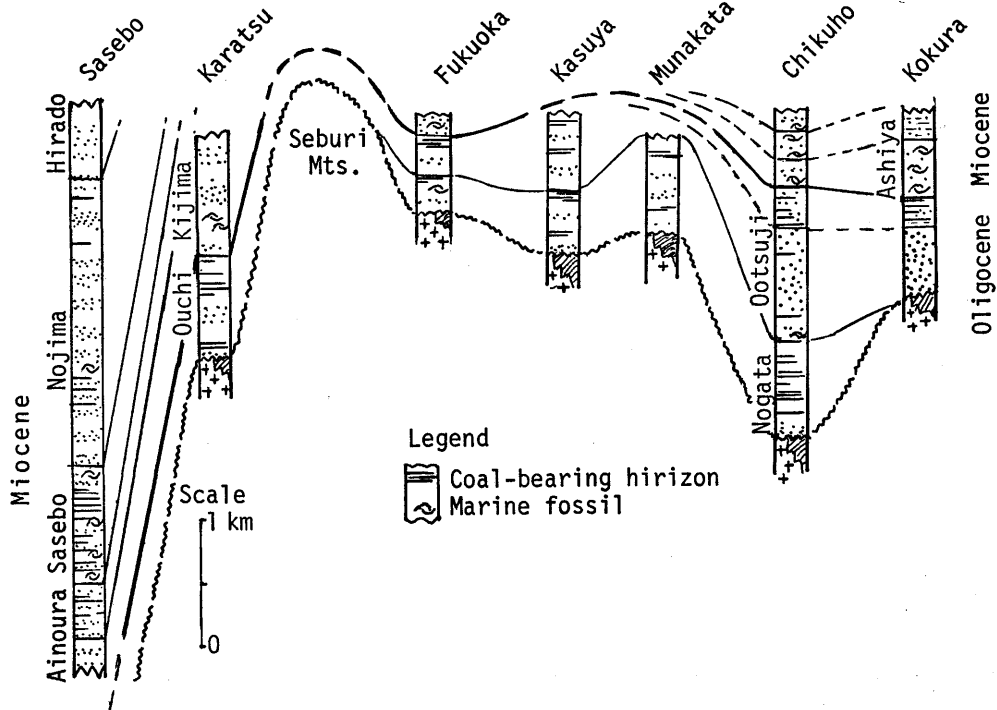 Sasebo
Karatsu
Fukuoka
Kasuya
Munakata
Chikuho
Kokura
Hirado
Nojima
Sasebo
Ainoura
Miocene
Kijima
Ouchi
Seburi
Mts.
Ootsuji
Nogata
Ashiya
Miocene
Oligocene
Scale
1 km
0
Legend
Coal-bearing hirizon
Marine fossil